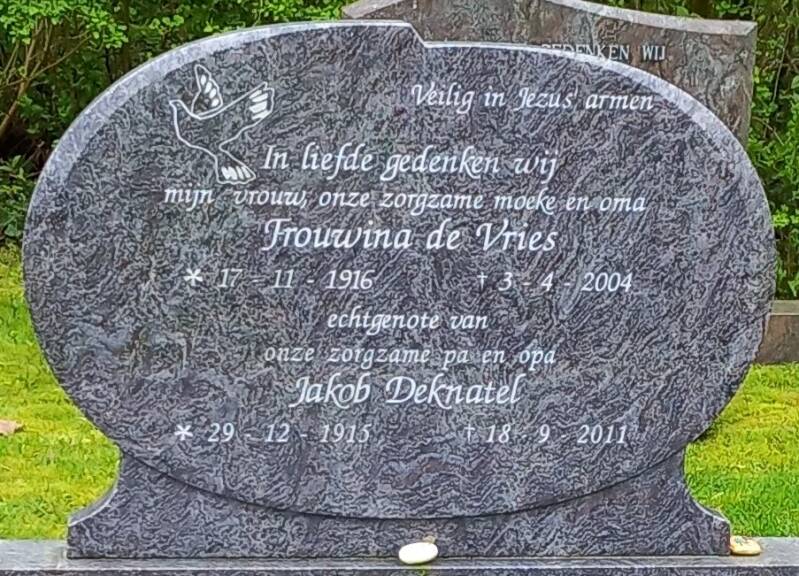 GEDENKEN WIJ
Veilig in Jezus' armen
In liefde gedenken wij
mijn vrouw, onze zorgzame moeke en oma
Trouwina de Vries
* 17 - 11 - 1916 † 3 - 4 - 2004
echtgenote van
onze zorgzame pa en opa
Jakob Deknatel
* 29 - 12 - 1915 † 18 - 9 - 2011